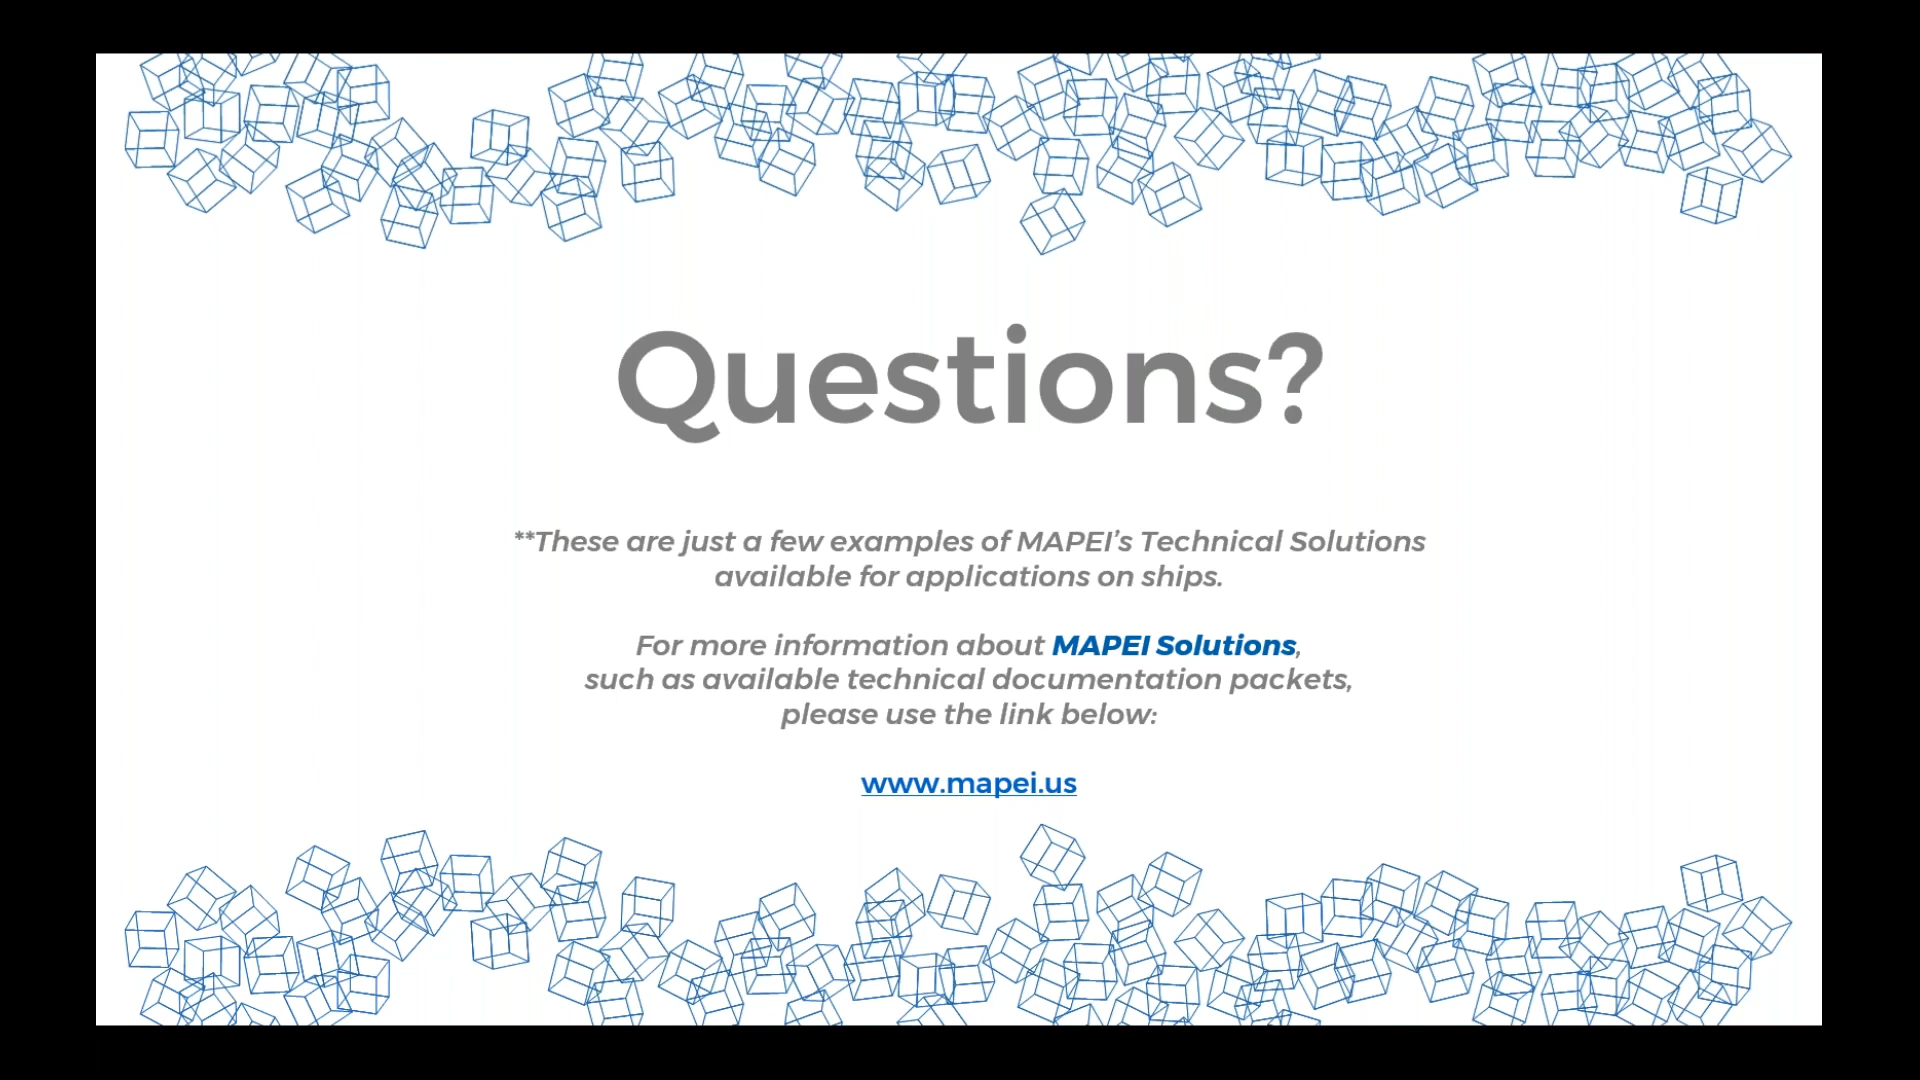 Questions?
**These are just a few examples of MAPEI’s Technical Solutions
available for applications on ships.
For more information about MAPEI Solutions,
such as available technical documentation packets,
please use the link below:
www.mapei.us